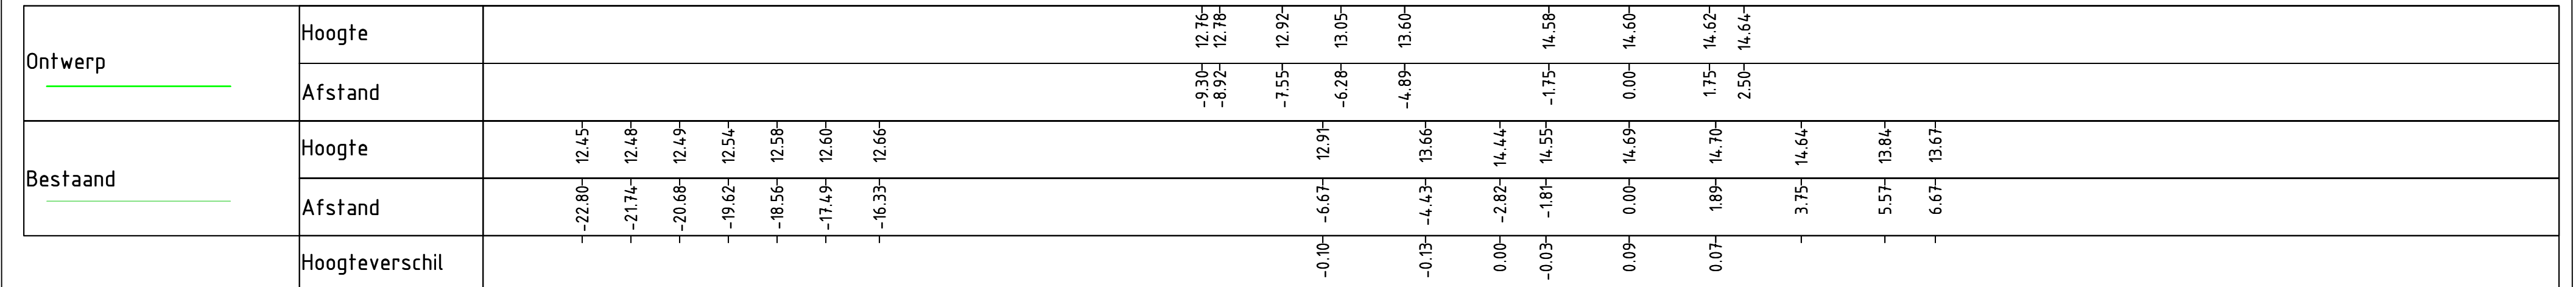 Ontwerp
Hoogte
12.76 12.78 12.92 13.05 13.60 14.58 14.60 14.62 14.64
Afstand
-9.30 -8.92 -7.55 -6.28 -4.89 -1.75 0.00 1.75 2.50
Bestaand
Hoogte
12.45 12.48 12.49 12.54 12.58 12.60 12.66 12.91 13.66 14.44 14.55 14.69 14.70 14.64 13.84 13.67
Afstand
-22.80 -21.74 -20.68 -19.62 -18.56 -17.49 -16.33 -6.67 -4.43 -2.82 -1.81 0.00 1.89 3.75 5.57 6.67
Hoogteverschil
-0.10 -0.13 0.00 -0.03 0.09 0.07